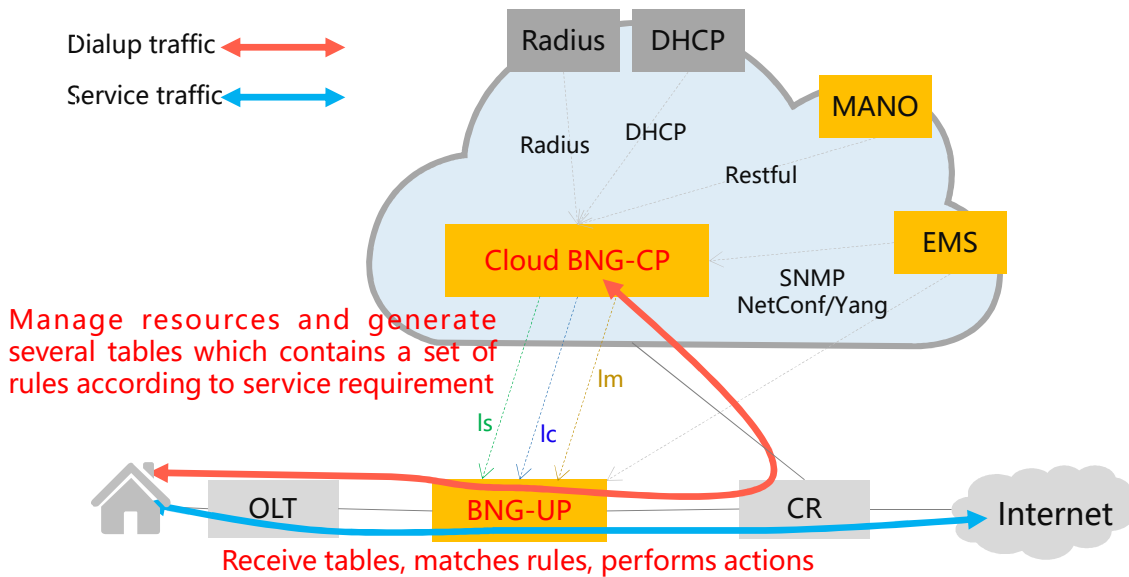 Radius
DHCP
Dialup traffic
Service traffic
MANO
DHCP
Radius
Restful
EMS
Cloud BNG-CP
SNMP
NetConf/Yang
Manage resources and generate
several tables which contains a set of
rules according to service requirement
Im
Is
Ic
OLT
BNG-UP
CR
Internet
Receive tables, matches rules, performs actions